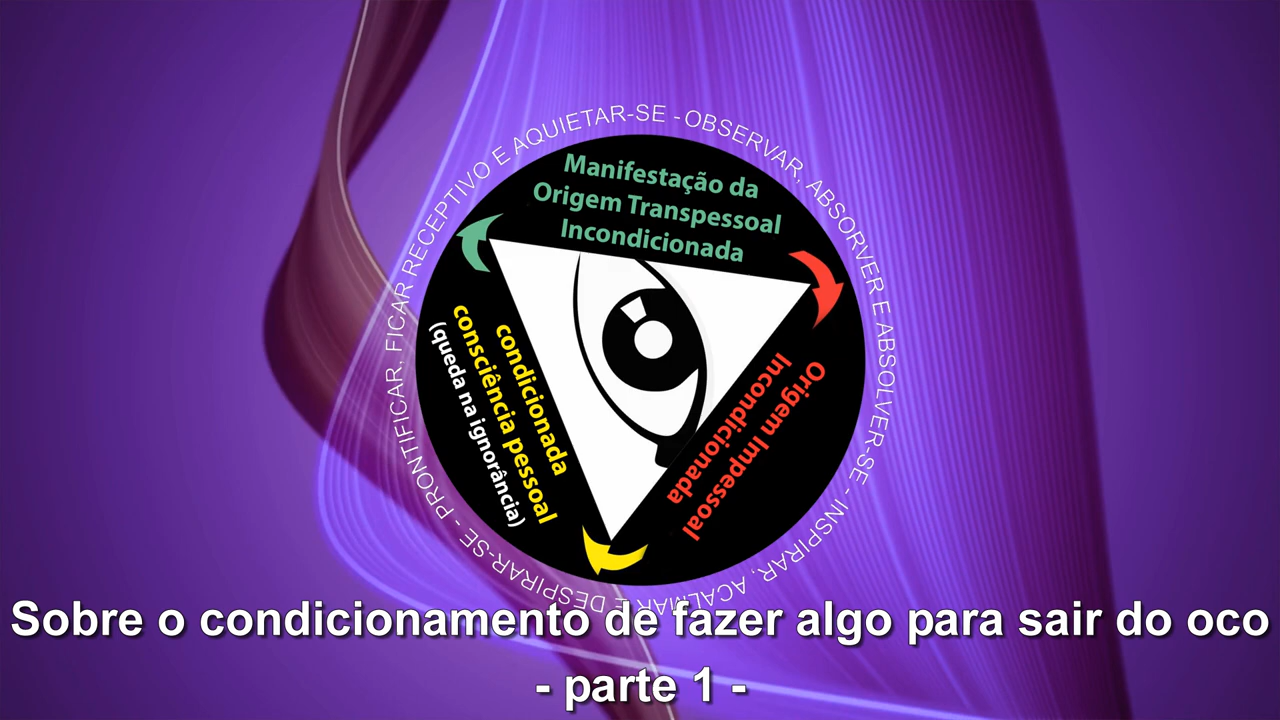 PRONTIFICAR, FICAR RECEPTIVO E AQUIETAR-SE - OBSERVAR, ABSORVER E ABSOLVER-SE - INSPIRAR, ACALMAR E DESPIRAR-SE -
Manifestação da
Origem Transpessoal
Incondicionada
Origem Impessoal
Incondicionada
condicionada
consciência pessoal
(queda na ignorância)
Sobre o condicionamento de fazer algo para sair do oco
- parte 1 -